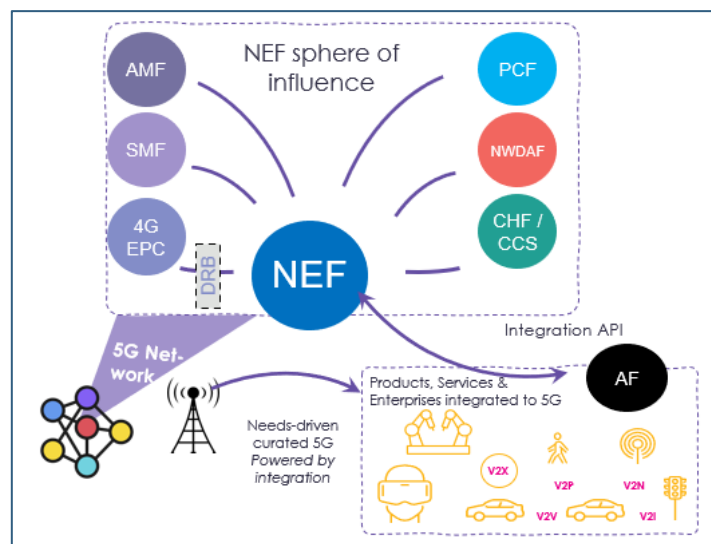 NEF sphere of
influence
AMF
SMF
4G
EPC
DRB
NEF
PCF
NWDAF
CHF /
CCS
5G Net-
work
Integration API
AF
Needs-driven
curated 5G
Powered by
integration
Products, Services &
Enterprises integrated to 5G
V2X
V2P
V2N
V2V
V2I